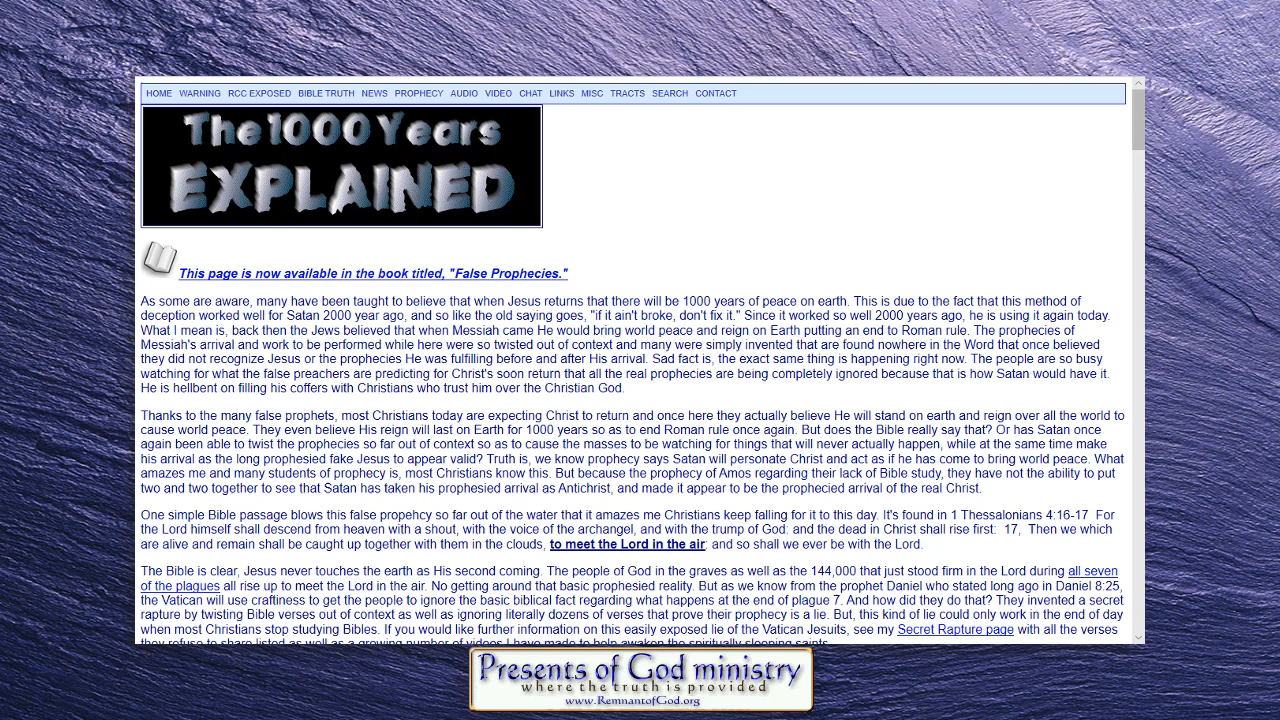 HOME WARNING RCC EXPOSED BIBLE TRUTH NEWS PROPHECY AUDIO VIDEO CHAT LINKS MISC TRACTS SEARCH CONTACT
The 1000 Years
EXPLAINED
This page is now available in the book titled, "False Prophecies."
As some are aware, many have been taught to believe that when Jesus returns that there will be 1000 years of peace on earth. This is due to the fact that this method of
deception worked well for Satan 2000 year ago, and so like the old saying goes, "if it ain't broke, don't fix it." Since it worked so well 2000 years ago, he is using it again today.
What I mean is, back then the Jews believed that when Messiah came He would bring world peace and reign on Earth putting an end to Roman rule. The prophecies of
Messiah's arrival and work to be performed while here were so twisted out of context and many were simply invented that are found nowhere in the Word that once believed
they did not recognize Jesus or the prophecies He was fulfilling before and after His arrival. Sad fact is, the exact same thing is happening right now. The people are so busy
watching for what the false preachers are predicting for Christ's soon return that all the real prophecies are being completely ignored because that is how Satan would have it.
He is hellbent on filling his coffers with Christians who trust him over the Christian God.
Thanks to the many false prophets, most Christians today are expecting Christ to return and once here they actually believe He will stand on earth and reign over all the world to
cause world peace. They even believe His reign will last on Earth for 1000 years so as to end Roman rule once again. But does the Bible really say that? Or has Satan once
again been able to twist the prophecies so far out of context so as to cause the masses to be watching for things that will never actually happen, while at the same time make
his arrival as the long prophesied fake Jesus to appear valid? Truth is, we know prophecy says Satan will personate Christ and act as if he has come to bring world peace. What
amazes me and many students of prophecy is, most Christians know this. But because the prophecy of Amos regarding their lack of Bible study, they have not the ability to put
two and two together to see that Satan has taken his prophesied arrival as Antichrist, and made it appear to be the prophecied arrival of the real Christ.
One simple Bible passage blows this false propehcy so far out of the water that it amazes me Christians keep falling for it to this day. It's found in 1 Thessalonians 4:16-17 For
the Lord himself shall descend from heaven with a shout, with the voice of the archangel, and with the trump of God: and the dead in Christ shall rise first: 17, Then we which
are alive and remain shall be caught up together with them in the clouds, to meet the Lord in the air: and so shall we ever be with the Lord.
The Bible is clear, Jesus never touches the earth as His second coming. The people of God in the graves as well as the 144,000 that just stood firm in the Lord during all seven
of the plagues all rise up to meet the Lord in the air. No getting around that basic prophesied reality. But as we know from the prophet Daniel who stated long ago in Daniel 8:25,
the Vatican will use craftiness to get the people to ignore the basic biblical fact regarding what happens at the end of plague 7. And how did they do that? They invented a secret
rapture by twisting Bible verses out of context as well as ignoring literally dozens of verses that prove their prophecy is a lie. But, this kind of lie could only work in the end of day
when most Christians stop studying Bibles. If you would like further information on this easily exposed lie of the Vatican Jesuits, see my Secret Rapture page with all the verses
they refuse to share listed as well as a growing number of videos I have made to help awaken the spiritually sleeping saints.
Presents of God ministry
where the truth is provided
www.RemnantofGod.org